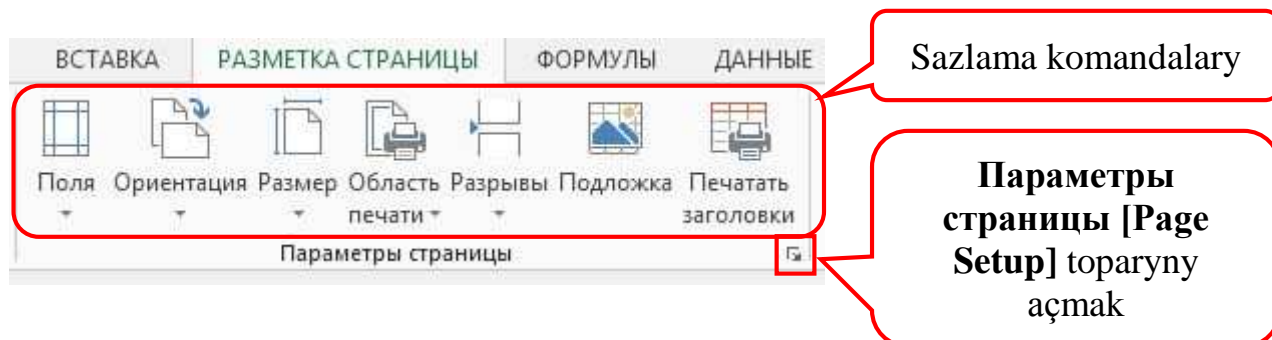 ВСТАВКА РАЗМЕТКА СТРАНИЦЫ ФОРМУЛЫ ДАННЫЕ
Sazlama komandalary
Поля Ориентация Размер Область Разрывы Подложка Печатать
печати заголовки
Параметры страницы
Параметры
страницы [Page
Setup] toparyny
açmak